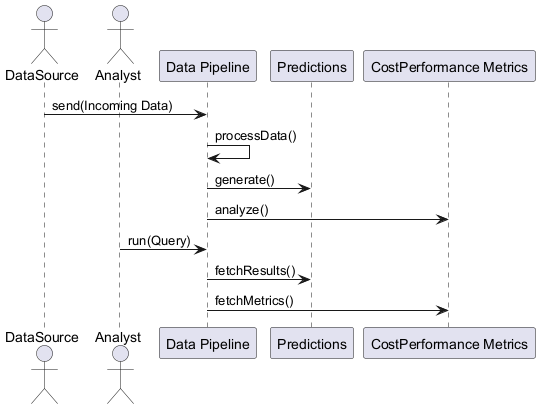 DataSource Analyst Data Pipeline Predictions CostPerformance Metrics
send(Incoming Data)
processData()
generate()
analyze()
run(Query)
fetchResults()
fetchMetrics()
DataSource Analyst Data Pipeline Predictions CostPerformance Metrics